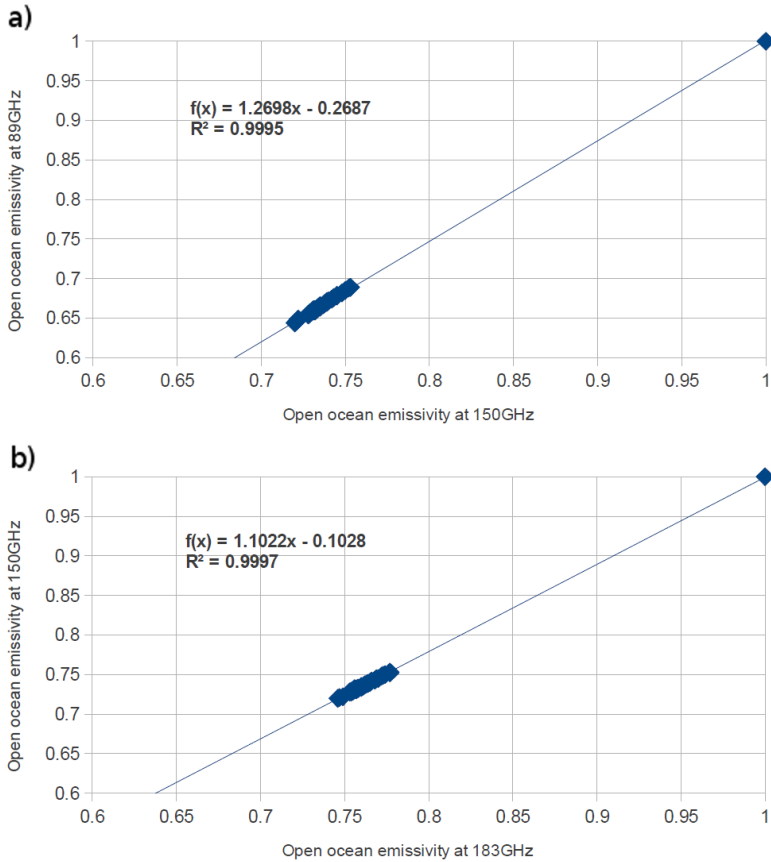 a)
1
0.95
0.9
0.85
0.8
0.75
0.7
0.65
0.6
Open ocean emissivity at 89GHz
f(x) = 1.2698x - 0.2687
R² = 0.9995
0.6 0.65 0.7 0.75 0.8 0.85 0.9 0.95 1
Open ocean emissivity at 150GHz
b)
1
0.95
0.9
0.85
0.8
0.75
0.7
0.65
0.6
Open ocean emissivity at 150GHz
f(x) = 1.1022x - 0.1028
R² = 0.9997
0.6 0.65 0.7 0.75 0.8 0.85 0.9 0.95 1
Open ocean emissivity at 183GHz